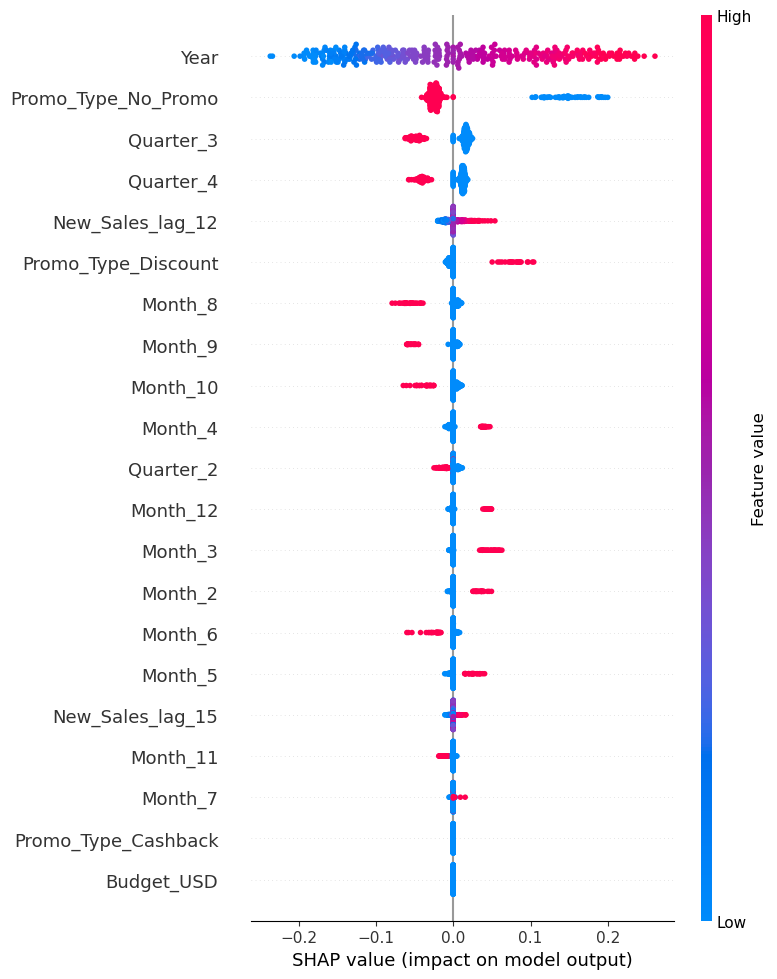 High
Year
Promo_Type_No_Promo
Quarter_3
Quarter_4
New_Sales_lag_12
Promo_Type_Discount
Month_8
Month_9
Month_10
Month_4
Quarter_2
Month_12
Month_3
Month_2
Month_6
Month_5
New_Sales_lag_15
Month_11
Month_7
Promo_Type_Cashback
Budget_USD
Feature value
Low
−0.2 −0.1 0.0 0.1 0.2
SHAP value (impact on model output)